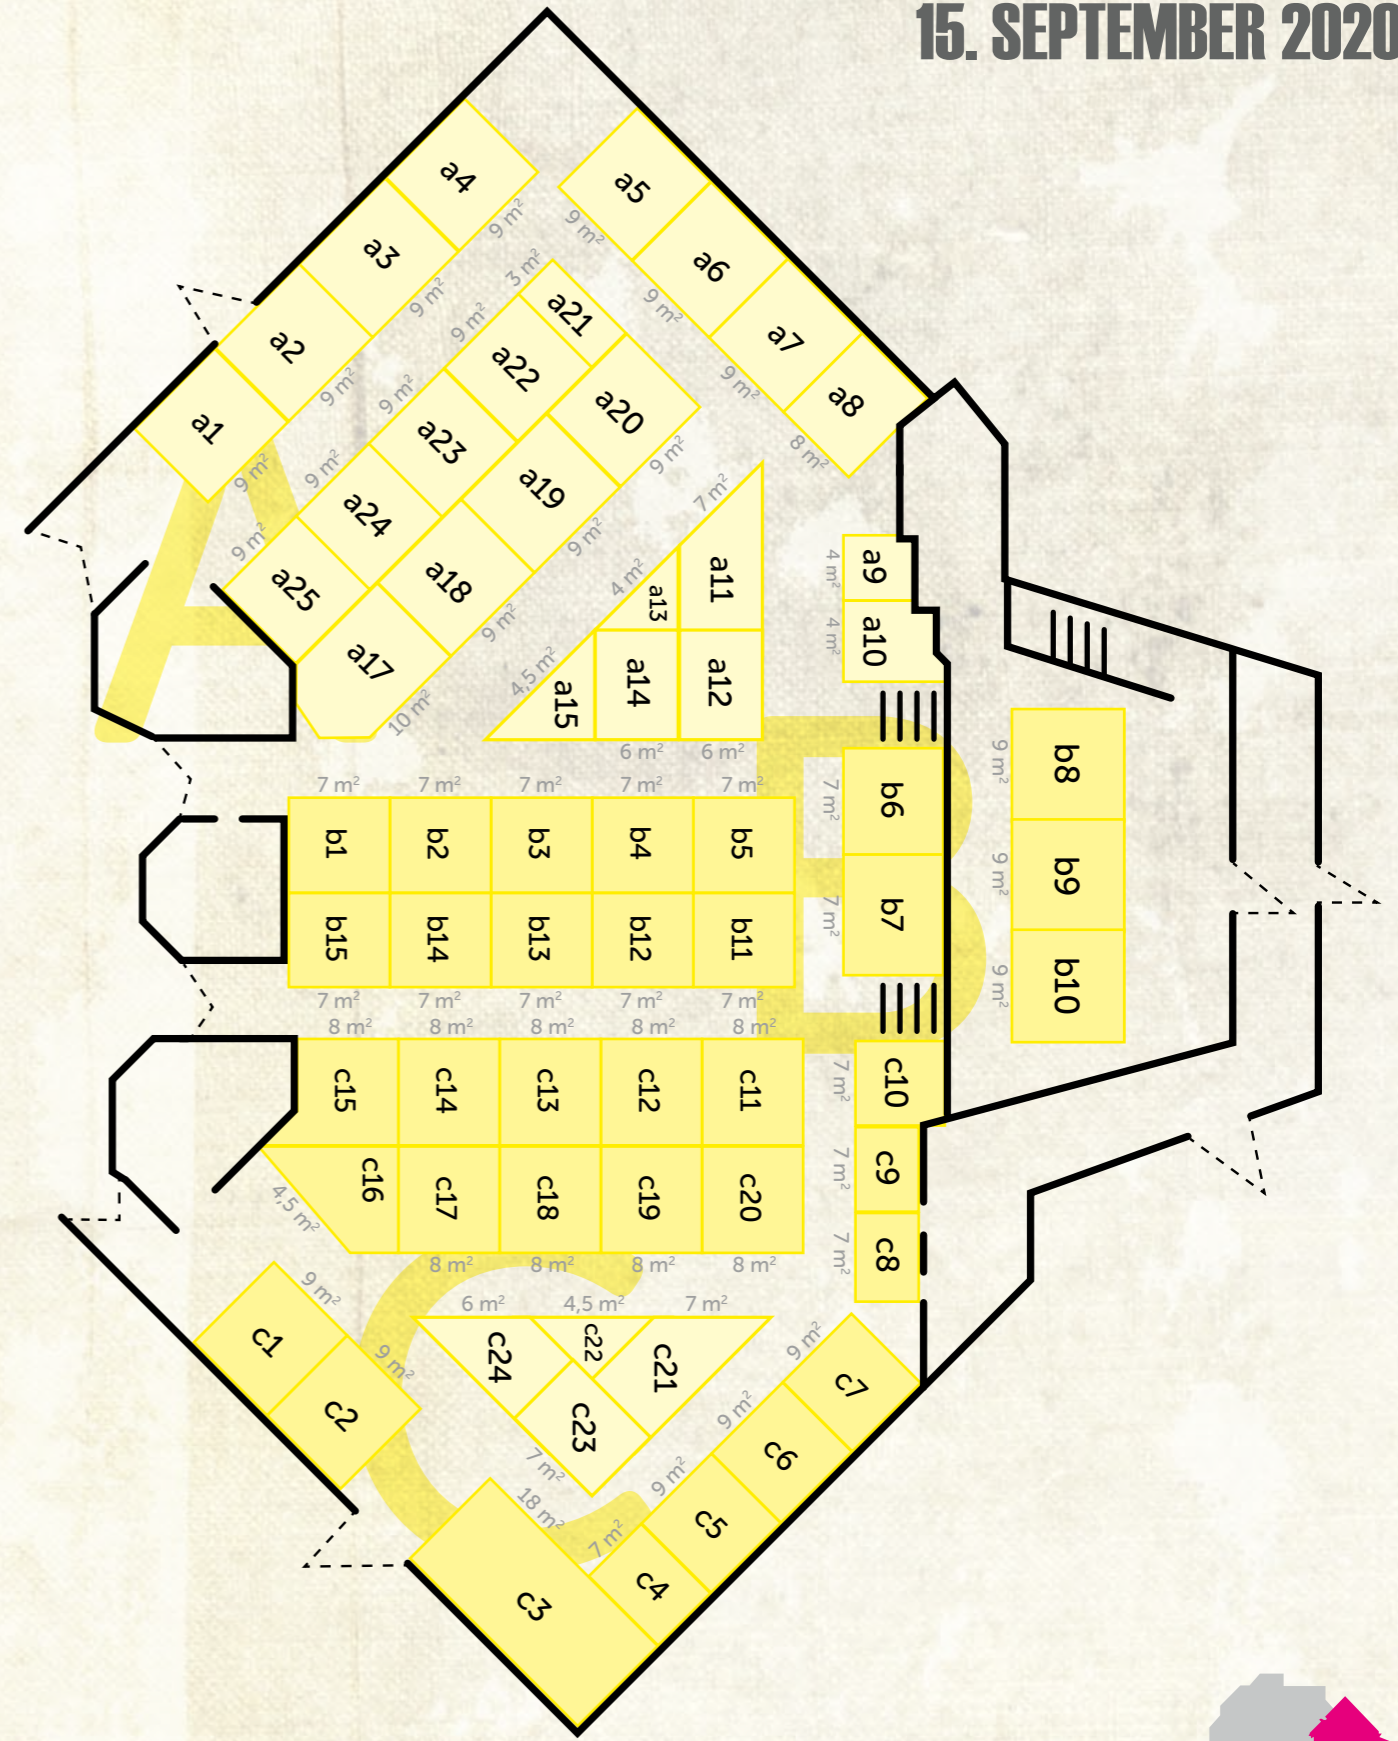 15. SEPTEMBER 2020
a4
a3
a2
a1
9 m²
9 m²
9 m²
9 m²
a5
a6
a7
a8
9 m²
9 m²
9 m²
8 m²
3 m²
9 m²
9 m²
9 m²
9 m²
a21
a22
a23
a24
a25
a20
a19
a18
a17
9 m²
9 m²
9 m²
10 m²
7 m²
4 m²
4,5 m²
a11
a13
a15
a14
a12
6 m²
6 m²
4 m²
a9
4 m²
a10
A
B
C
7 m²
b6
7 m²
b7
9 m²
b8
9 m²
b9
9 m²
b10
7 m² 7 m² 7 m² 7 m² 7 m²
b1 b2 b3 b4 b5
b15 b14 b13 b12 b11
7 m² 7 m² 7 m² 7 m² 7 m²
8 m² 8 m² 8 m² 8 m² 8 m²
c15 c14 c13 c12 c11
c16 c17 c18 c19 c20
4,5 m²
8 m² 8 m² 8 m² 8 m²
7 m²
c10
7 m²
c9
7 m²
c8
9 m²
c1
9 m²
c2
6 m² 4,5 m² 7 m²
c24 c22 c21
c23
7 m²
18 m²
c3
7 m²
c4
9 m²
c5
9 m²
c6
9 m²
c7